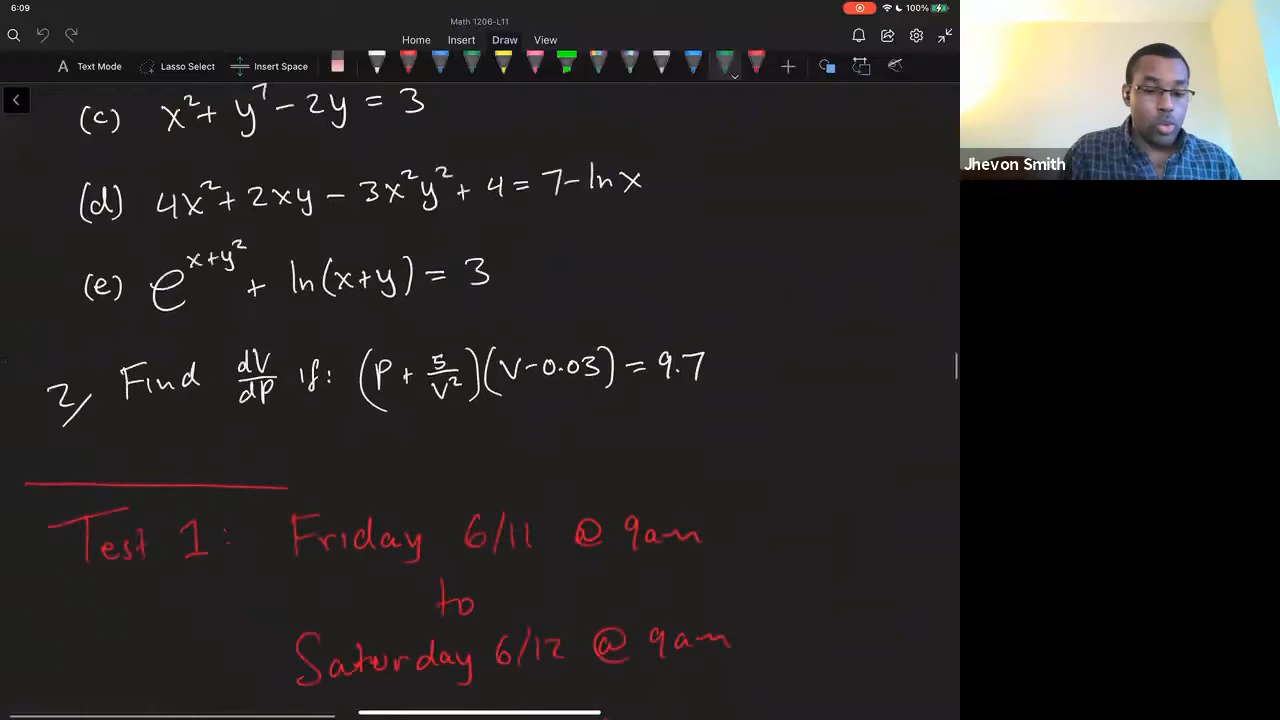 6:09
100%
Math 1206-L11
Home Insert Draw View
Text Mode Lasso Select Insert Space
(c) x² + y⁷ - 2y = 3
(d) 4x² + 2xy - 3x²y² + 4 = 7 - ln x
(e) e^(x+y²) + ln(x+y) = 3
2/ Find dV/dP if: (P + 5/V²)(V - 0.03) = 9.7
Test 1: Friday 6/11 @ 9am
to
Saturday 6/12 @ 9am
Jhevon Smith